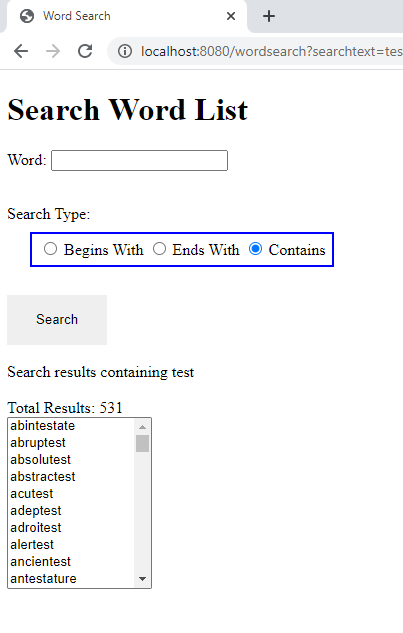 Word Search
localhost:8080/wordsearch?searchtext=tes
Search Word List
Word:
Search Type:
Begins With Ends With Contains
Search
Search results containing test
Total Results: 531
abintestate
abruptest
absolutest
abstractest
acutest
adeptest
adroitest
alertest
ancientest
antestature